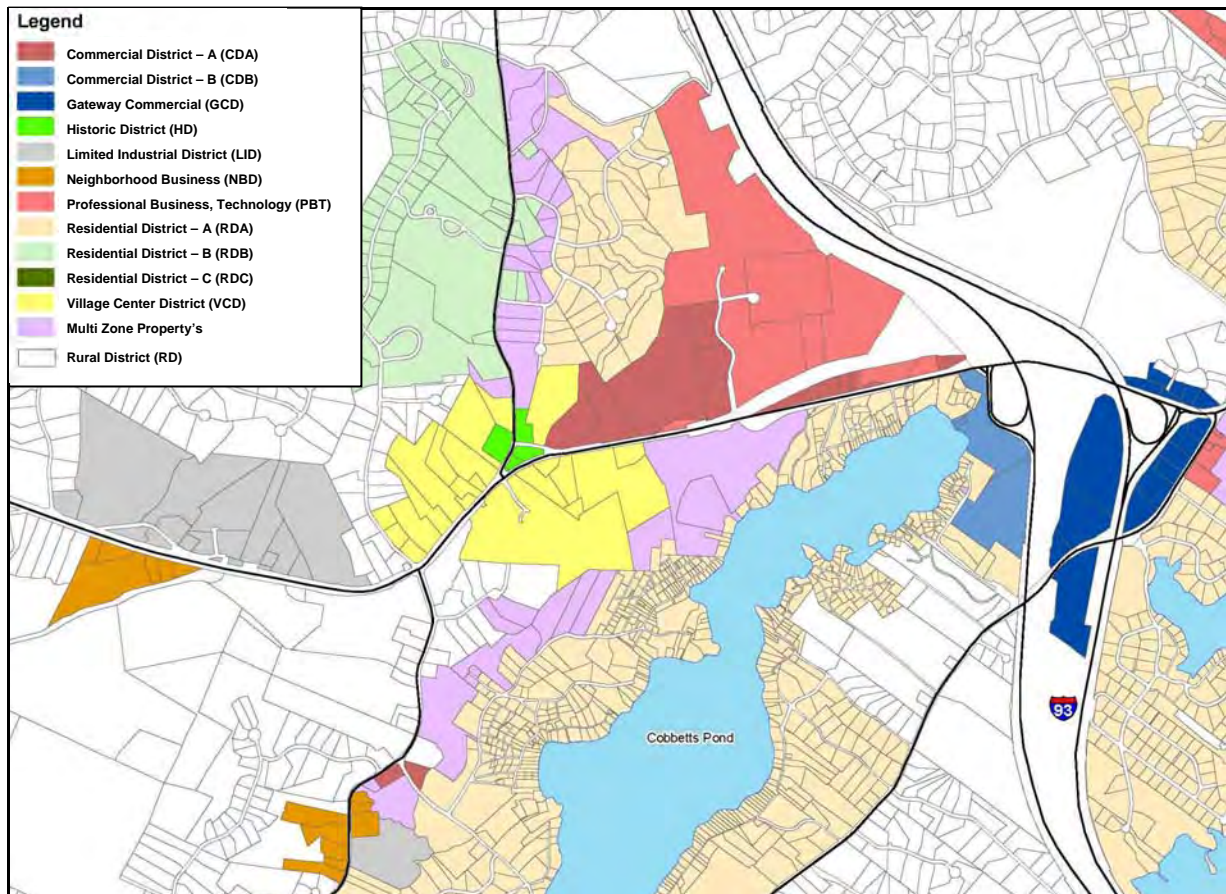 Legend
Commercial District – A (CDA)
Commercial District – B (CDB)
Gateway Commercial (GCD)
Historic District (HD)
Limited Industrial District (LID)
Neighborhood Business (NBD)
Professional Business, Technology (PBT)
Residential District – A (RDA)
Residential District – B (RDB)
Residential District – C (RDC)
Village Center District (VCD)
Multi Zone Property's
Rural District (RD)
93
Cobbetts Pond